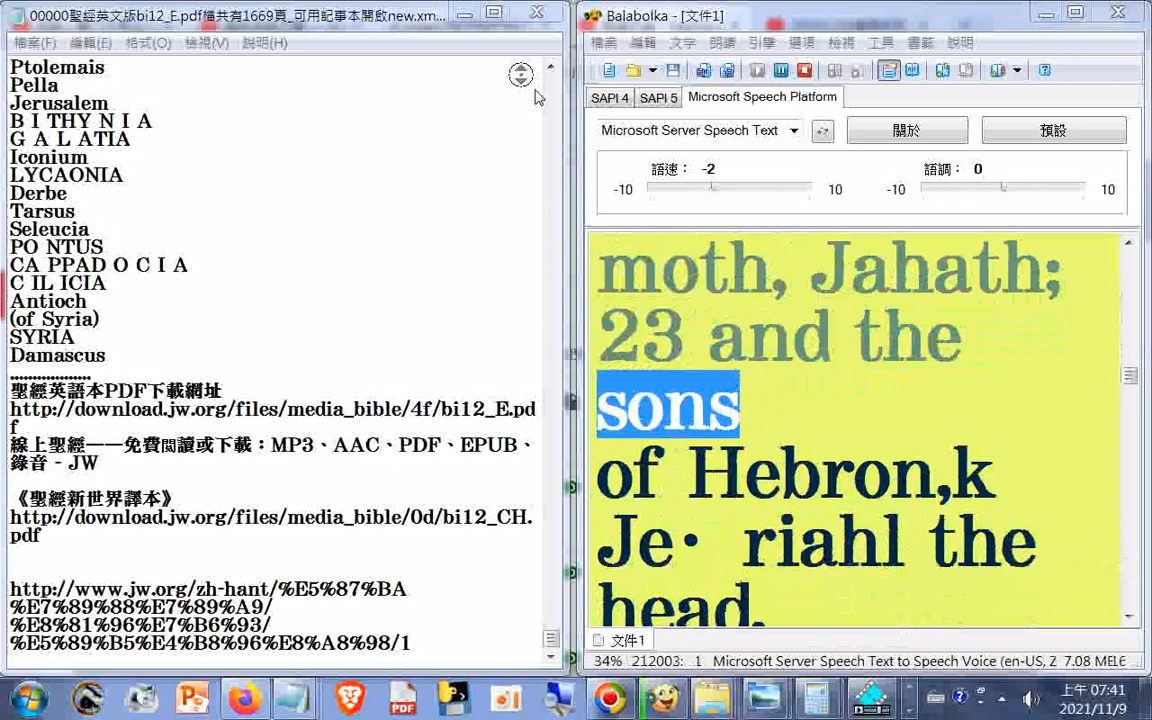 00000聖經英文版bi12_E.pdf檔共有1669頁_可用記事本開啟new.xm...
檔案(F) 編輯(E) 格式(O) 檢視(V) 說明(H)
Ptolemais
Pella
Jerusalem
B I THY N I A
G A L ATIA
Iconium
LYCAONIA
Derbe
Tarsus
Seleucia
PO NTUS
CA PPAD O C I A
C IL ICIA
Antioch
(of Syria)
SYRIA
Damascus
..................
聖經英語本PDF下載網址
http://download.jw.org/files/media_bible/4f/bi12_E.pd
f
線上聖經——免費閱讀或下載：MP3、AAC、PDF、EPUB、
錄音 - JW
《聖經新世界譯本》
http://download.jw.org/files/media_bible/0d/bi12_CH.
pdf
http://www.jw.org/zh-hant/%E5%87%BA
%E7%89%88%E7%89%A9/
%E8%81%96%E7%B6%93/
%E5%89%B5%E4%B8%96%E8%A8%98/1
Balabolka - [文件1]
檔案 編輯 文字 朗讀 引擎 選項 檢視 工具 書籤 說明
SAPI 4 SAPI 5 Microsoft Speech Platform
Microsoft Server Speech Text 關於 預設
語速： -2 語調： 0
-10 10 -10 10
moth, Jahath;
23 and the
sons
of Hebron,k
Je· riahl the
head,
文件1
34% 212003: 1 Microsoft Server Speech Text to Speech Voice (en-US, Z 7.08 МБ
PDF
上午 07:41
2021/11/9